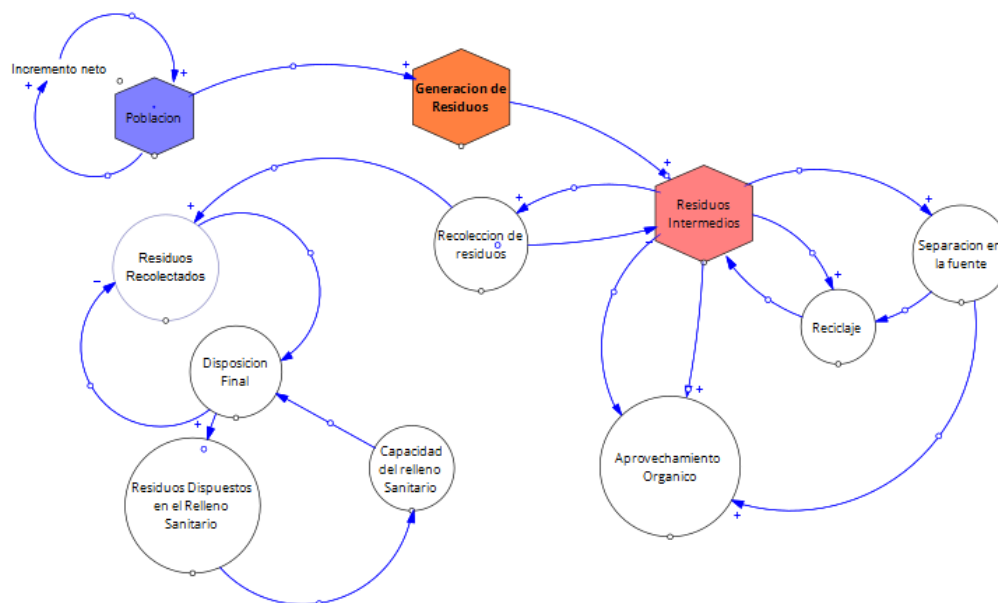 Incremento neto
Poblacion
Generacion de
Residuos
Residuos
Intermedios
Recoleccion de
residuos
Separacion en
la fuente
Residuos
Recolectados
Reciclaje
Disposicion
Final
Aprovechamiento
Organico
Capacidad
del relleno
Sanitario
Residuos Dispuestos
en el Relleno
Sanitario
+
+
+
+
+
+
+
+
+
+
+
−
−